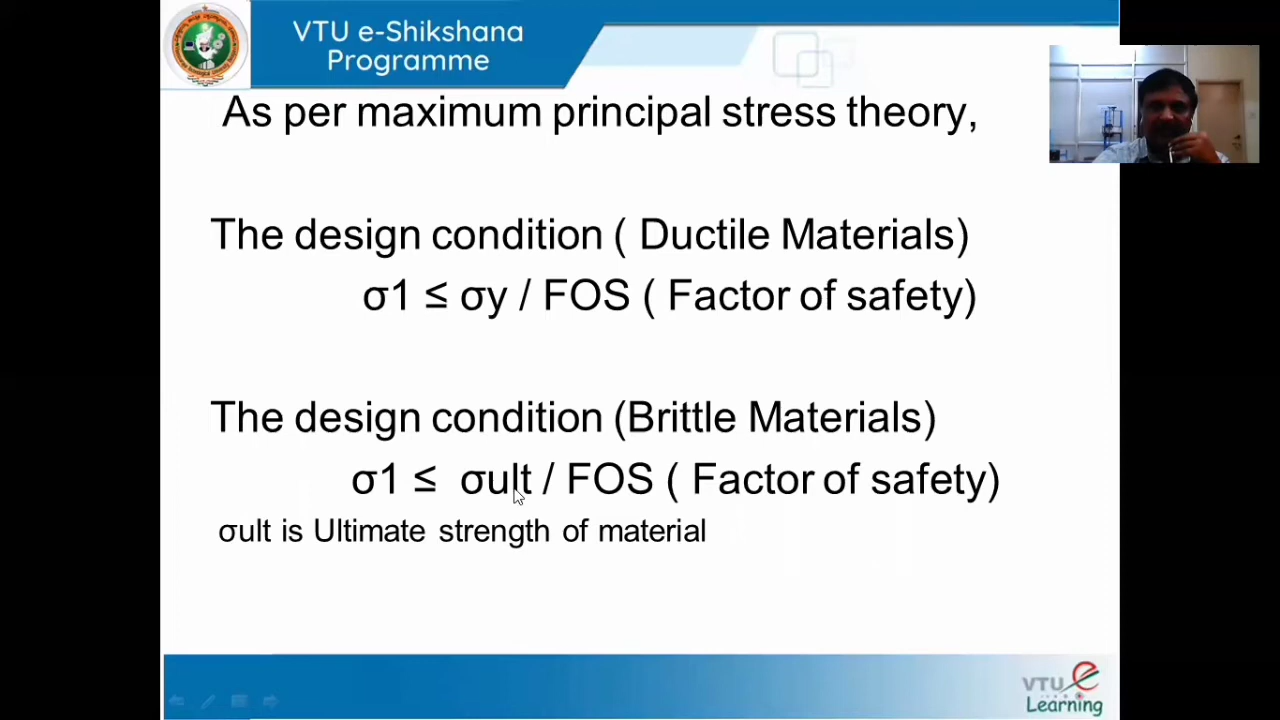 VTU e-Shikshana
Programme
As per maximum principal stress theory,
The design condition ( Ductile Materials)
σ1 ≤ σy / FOS ( Factor of safety)
The design condition (Brittle Materials)
σ1 ≤ σult / FOS ( Factor of safety)
σult is Ultimate strength of material
VTU e
Learning